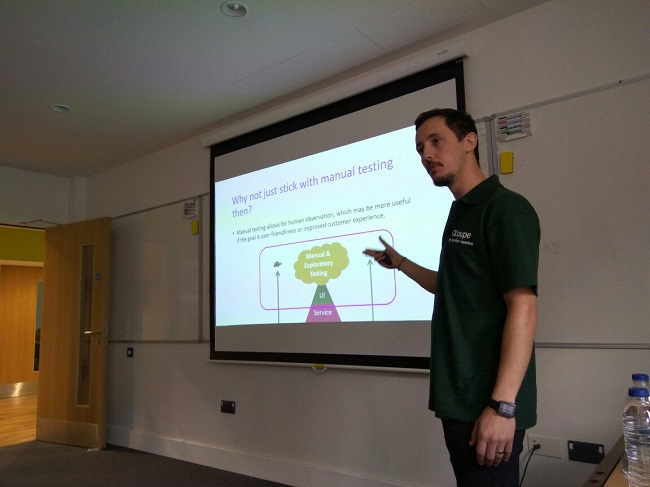 Why not just stick with manual testing
then?
• Manual testing allows for human observation, which may be more useful
if the goal is user-friendliness or improved customer experience.
Manual &
Exploratory
Testing
UI
Service